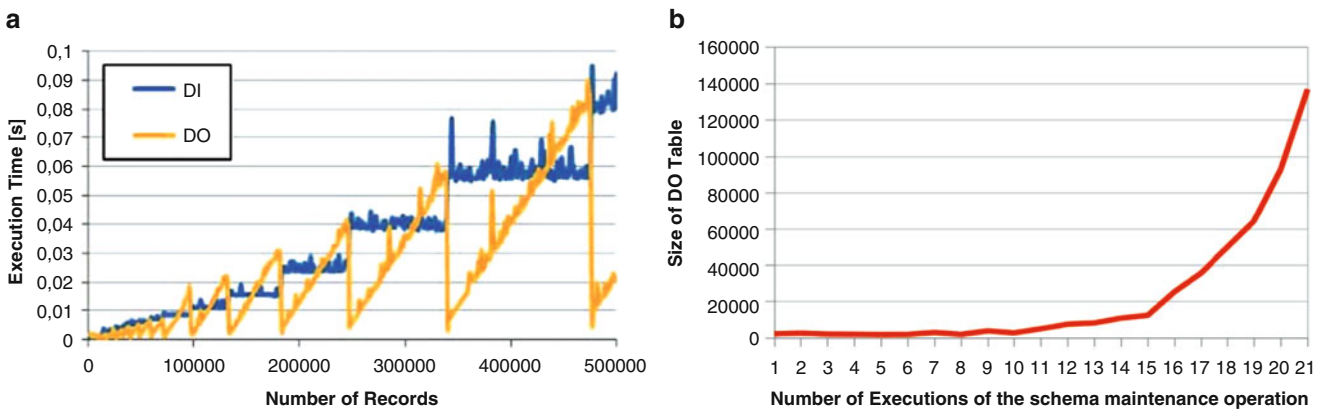 a
Execution Time [s]
0,1
0,09
0,08
0,07
0,06
0,05
0,04
0,03
0,02
0,01
0
DI
DO
0 100000 200000 300000 400000 500000
Number of Records
b
Size of DO Table
160000
140000
120000
100000
80000
60000
40000
20000
0
1 2 3 4 5 6 7 8 9 10 11 12 13 14 15 16 17 18 19 20 21
Number of Executions of the schema maintenance operation